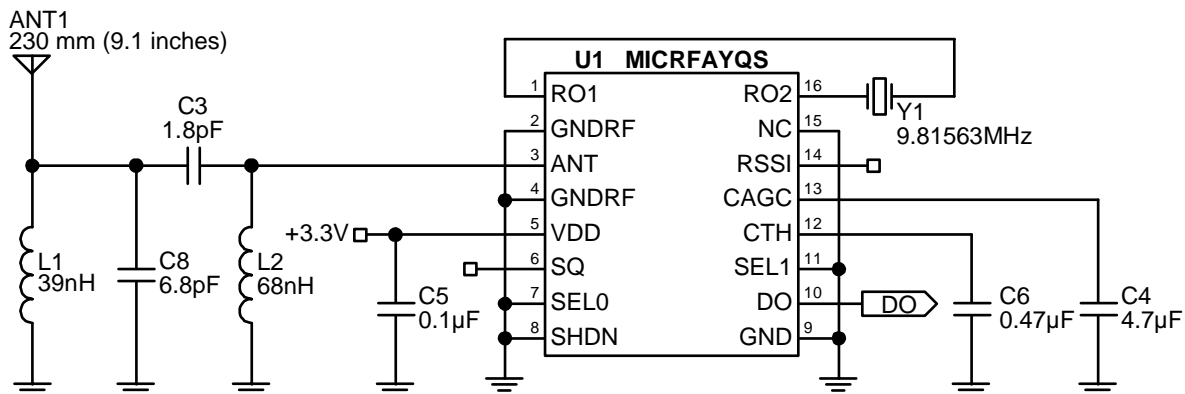 ANT1
230 mm (9.1 inches)
C3
1.8pF
L1
39nH
C8
6.8pF
L2
68nH
+3.3V
C5
0.1µF
U1 MICRFAYQS
1 RO1
2 GNDRF
3 ANT
4 GNDRF
5 VDD
6 SQ
7 SEL0
8 SHDN
RO2 16
NC 15
RSSI 14
CAGC 13
CTH 12
SEL1 11
DO 10
GND 9
Y1
9.81563MHz
DO
C6
0.47µF
C4
4.7µF